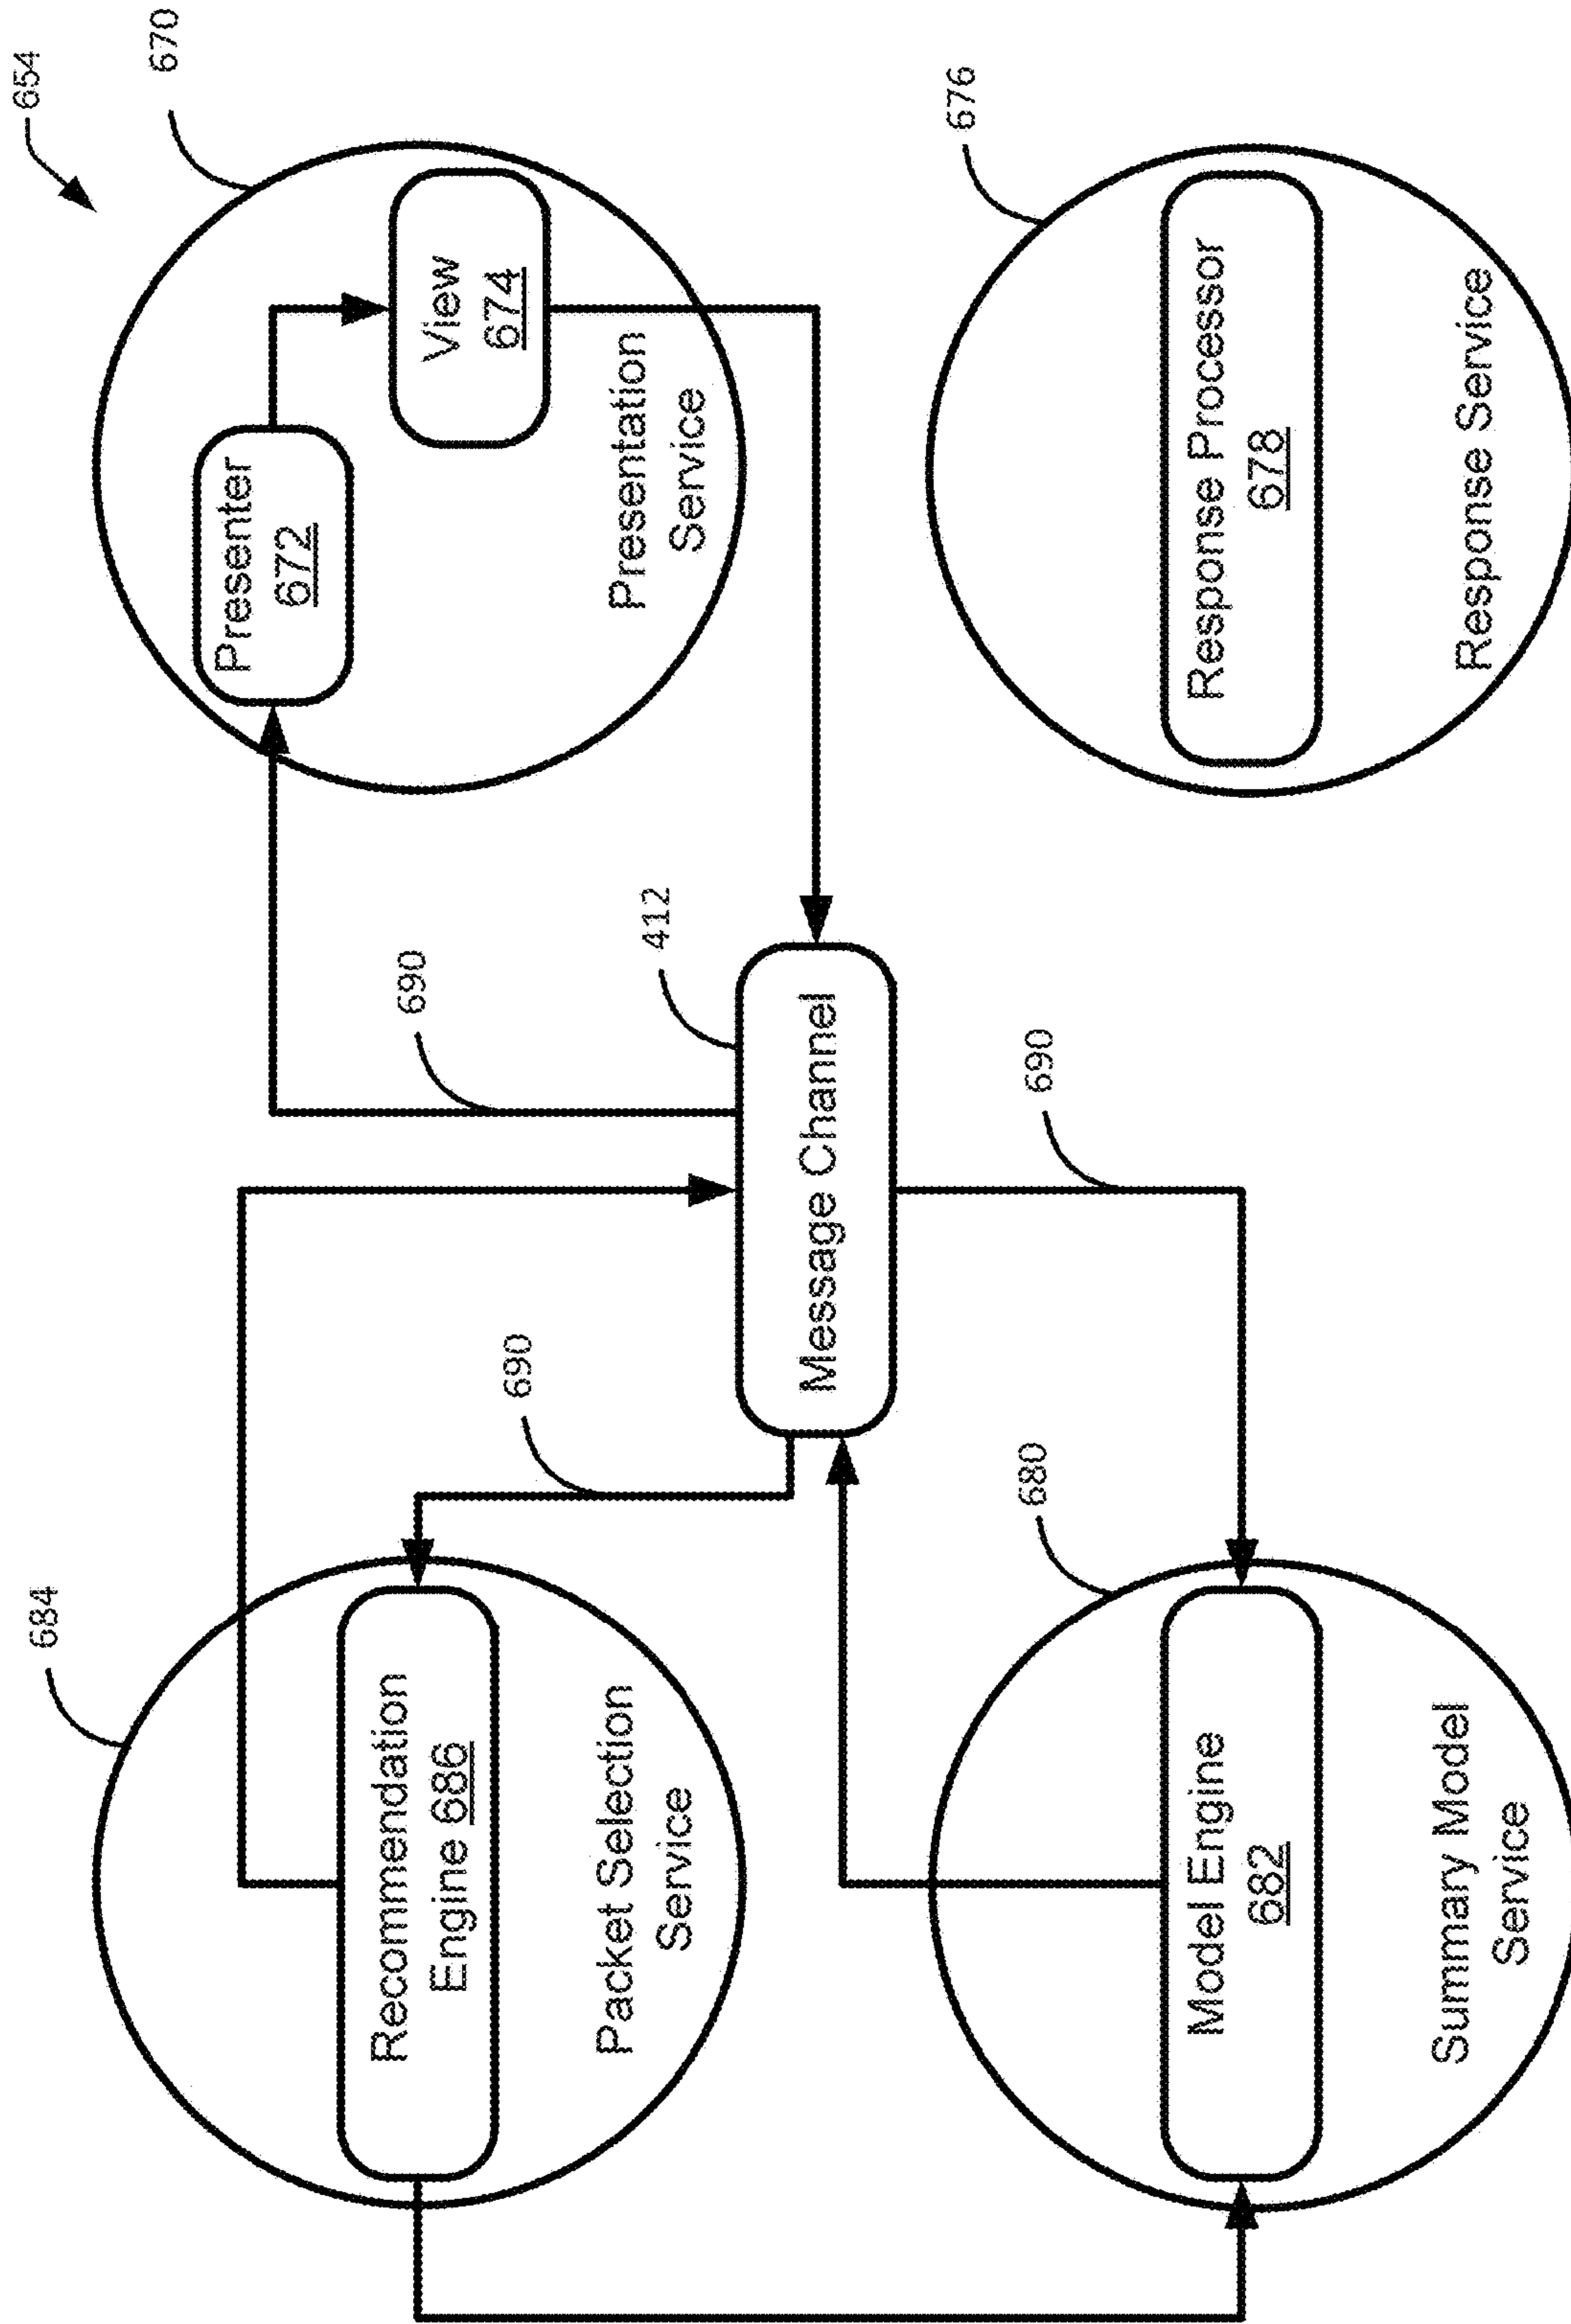 654
684
Recommendation
Engine 686
Packet Selection
Service
690
690
670
Presenter
672
View
674
Presentation
Service
412
Message Channel
680
Model Engine
682
Summary Model
Service
690
676
Response Processor
678
Response Service